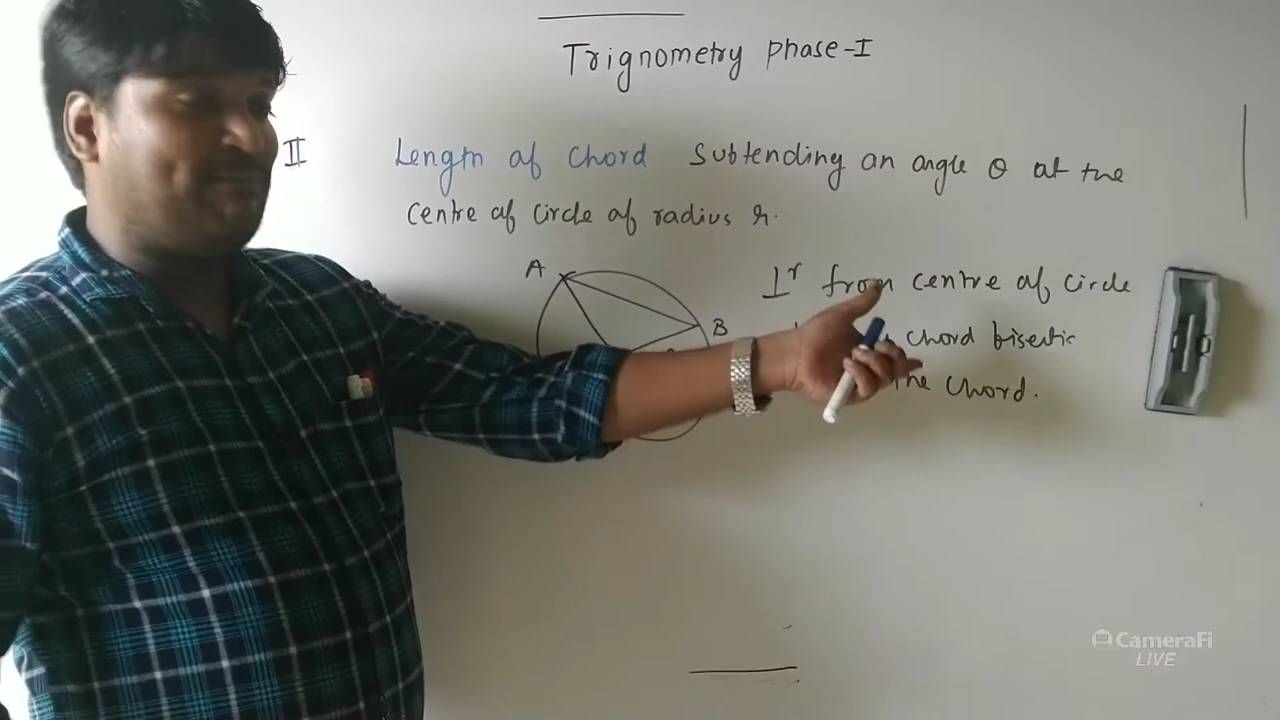 Trignometry phase-I
II Length of chord subtending an angle θ at the
centre of circle of radius r.
A
B
⊥r from centre of circle
chord bisectic
the chord.
CameraFi
LIVE